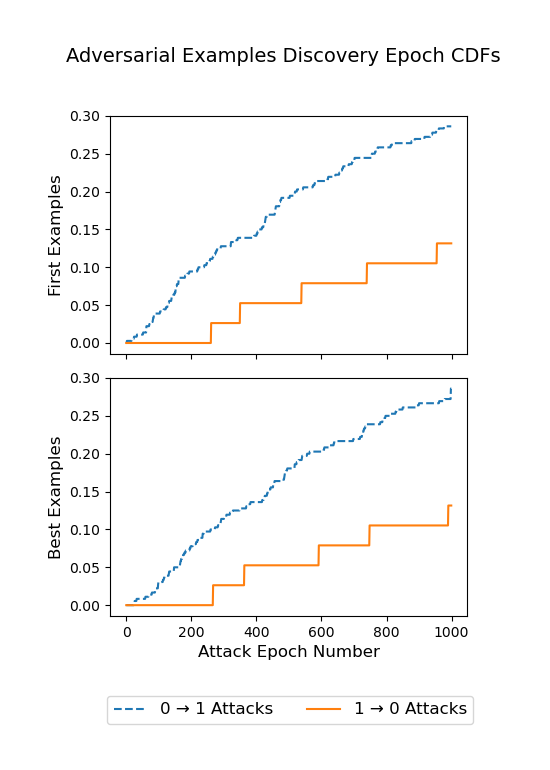 Adversarial Examples Discovery Epoch CDFs
0.30
0.25
0.20
0.15
0.10
0.05
0.00
First Examples
0.30
0.25
0.20
0.15
0.10
0.05
0.00
Best Examples
0 200 400 600 800 1000
Attack Epoch Number
0 → 1 Attacks 1 → 0 Attacks